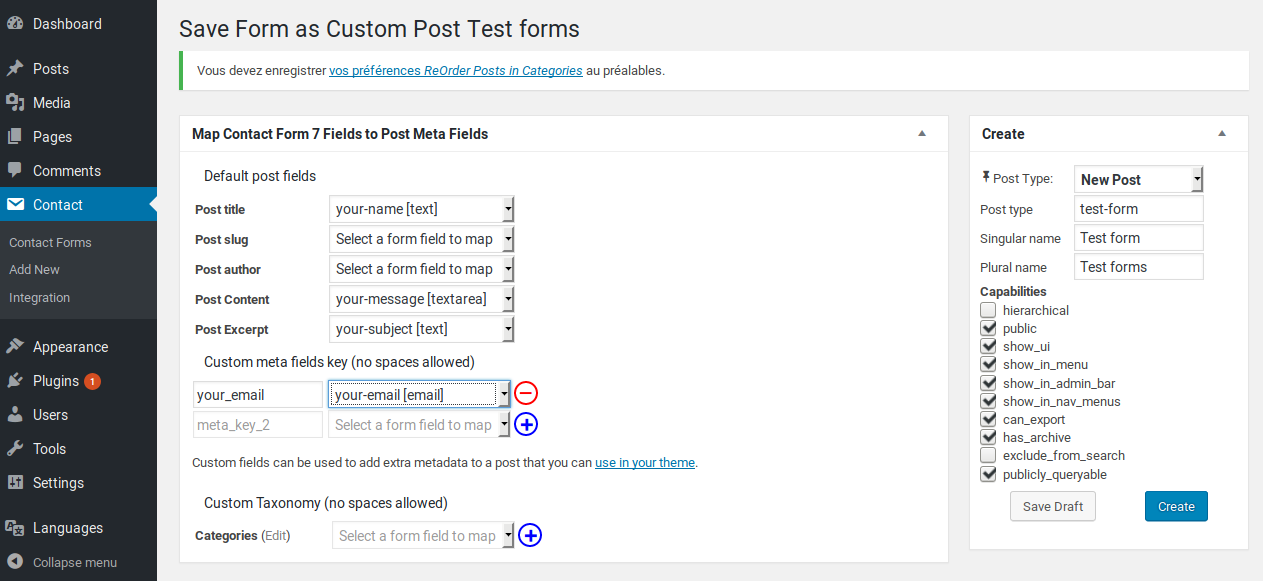 Dashboard
Posts
Media
Pages
Comments
Contact
Contact Forms
Add New
Integration
Appearance
Plugins 1
Users
Tools
Settings
Languages
Collapse menu
Save Form as Custom Post Test forms
Vous devez enregistrer vos préférences ReOrder Posts in Categories au préalables.
Map Contact Form 7 Fields to Post Meta Fields
Default post fields
Post title your-name [text]
Post slug Select a form field to map
Post author Select a form field to map
Post Content your-message [textarea]
Post Excerpt your-subject [text]
Custom meta fields key (no spaces allowed)
your_email your-email [email]
meta_key_2 Select a form field to map
Custom fields can be used to add extra metadata to a post that you can use in your theme.
Custom Taxonomy (no spaces allowed)
Categories (Edit) Select a form field to map
Create
Post Type: New Post
Post type test-form
Singular name Test form
Plural name Test forms
Capabilities
hierarchical
public
show_ui
show_in_menu
show_in_admin_bar
show_in_nav_menus
can_export
has_archive
exclude_from_search
publicly_queryable
Save Draft Create